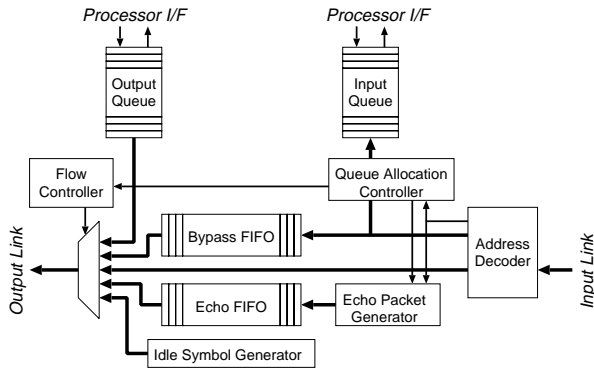 Processor I/F
Processor I/F
Output
Queue
Input
Queue
Flow
Controller
Queue Allocation
Controller
Bypass FIFO
Address
Decoder
Output Link
Input Link
Echo FIFO
Echo Packet
Generator
Idle Symbol Generator